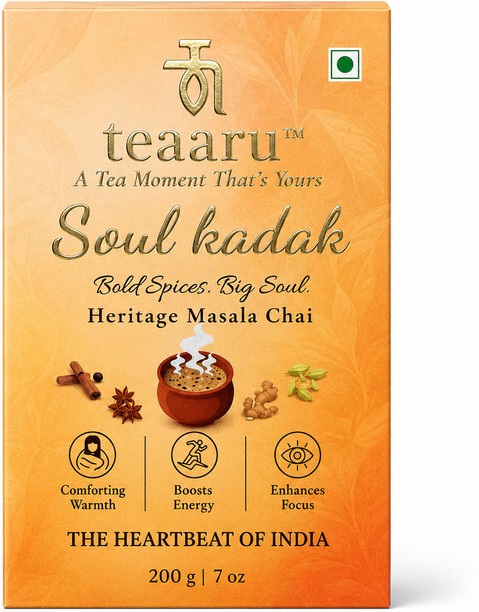 teaaru™
A Tea Moment That's Yours
Soul kadak
Bold Spices. Big Soul.
Heritage Masala Chai
Comforting Warmth
Boosts Energy
Enhances Focus
THE HEARTBEAT OF INDIA
200 g | 7 oz